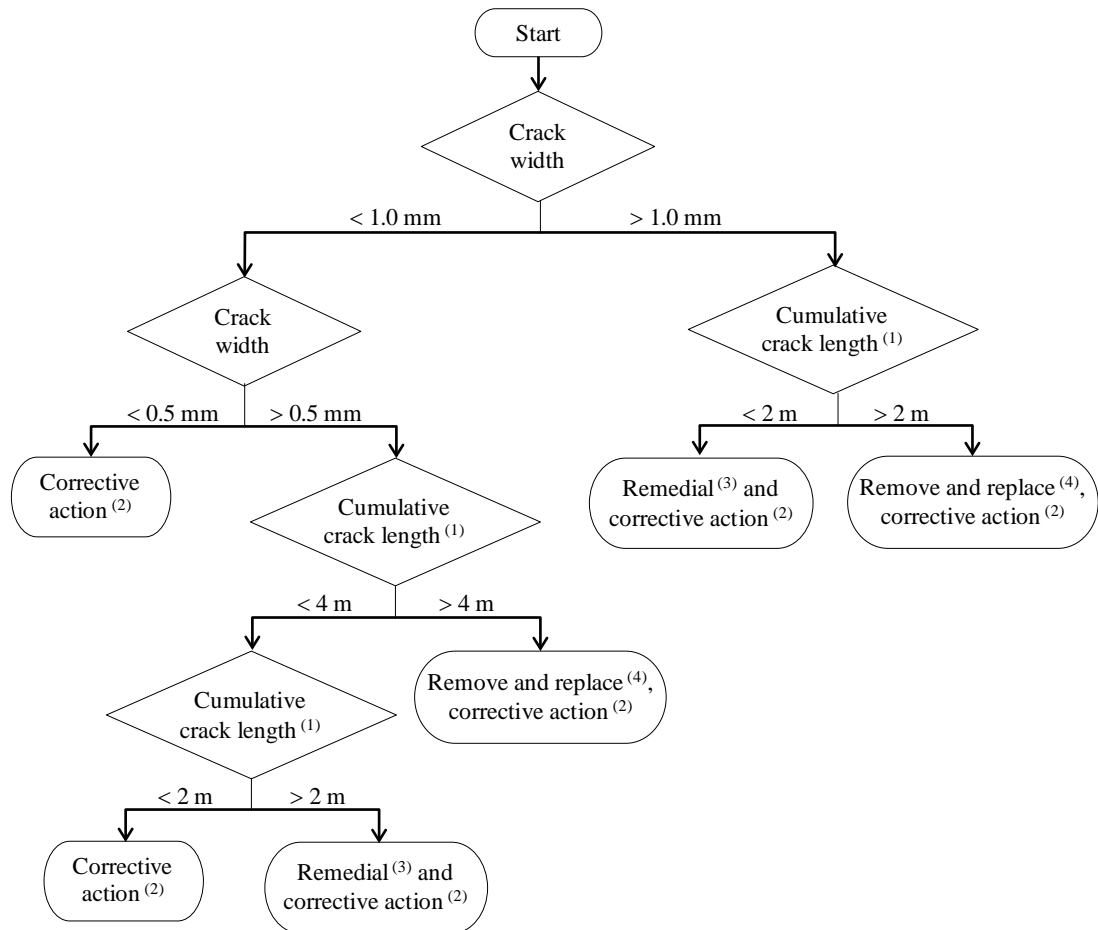 Start
Crack
width
< 1.0 mm
> 1.0 mm
Crack
width
Cumulative
crack length (1)
< 0.5 mm
> 0.5 mm
< 2 m
> 2 m
Corrective
action (2)
Cumulative
crack length (1)
Remedial (3) and
corrective action (2)
Remove and replace (4),
corrective action (2)
< 4 m
> 4 m
Cumulative
crack length (1)
Remove and replace (4),
corrective action (2)
< 2 m
> 2 m
Corrective
action (2)
Remedial (3) and
corrective action (2)